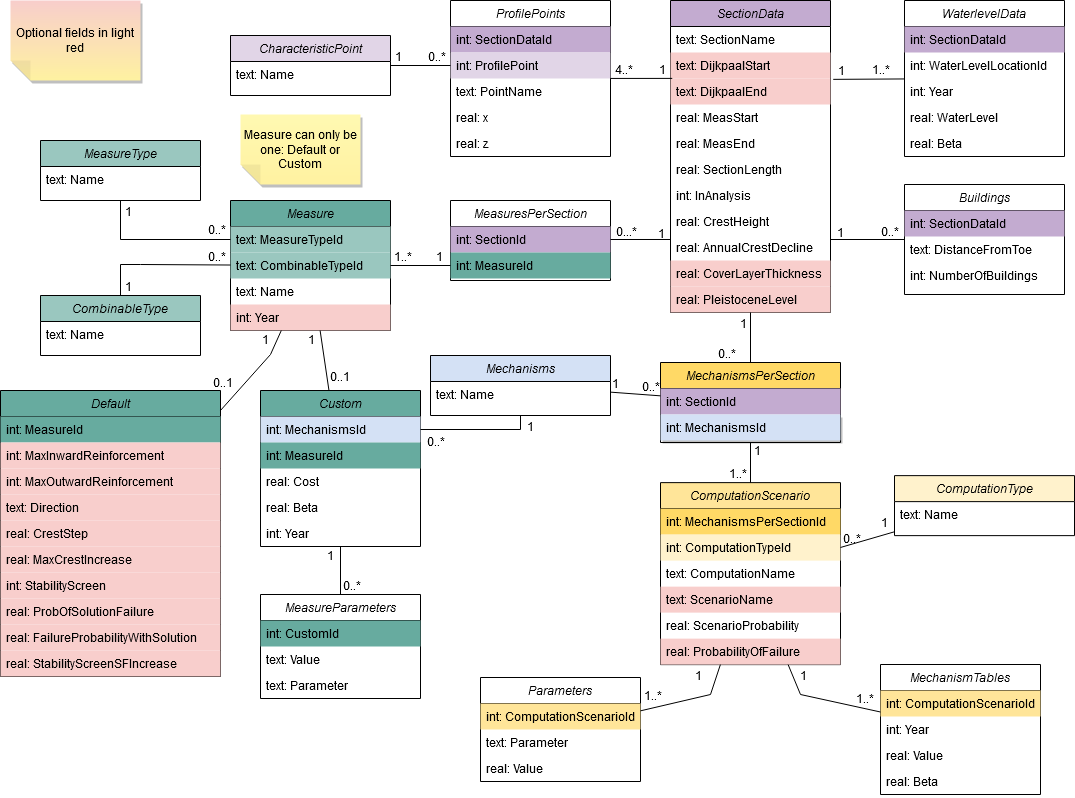 Optional fields in light
red
CharacteristicPoint
text: Name
1
0..*
ProfilePoints
int: SectionDataId
int: ProfilePoint
text: PointName
real: x
real: z
4..*
1
SectionData
text: SectionName
text: DijkpaalStart
text: DijkpaalEnd
real: MeasStart
real: MeasEnd
real: SectionLength
int: InAnalysis
real: CrestHeight
real: AnnualCrestDecline
real: CoverLayerThickness
real: PleistoceneLevel
1
1..*
WaterlevelData
int: SectionDataId
int: WaterLevelLocationId
int: Year
real: WaterLevel
real: Beta
Measure can only be
one: Default or
Custom
MeasureType
text: Name
1
0..*
Measure
text: MeasureTypeId
text: CombinableTypeId
text: Name
int: Year
0..*
1
CombinableType
text: Name
1..*
1
MeasuresPerSection
int: SectionId
int: MeasureId
0...*
1
1
0..*
Buildings
int: SectionDataId
text: DistanceFromToe
int: NumberOfBuildings
1
0..1
1
0..1
Default
int: MeasureId
int: MaxInwardReinforcement
int: MaxOutwardReinforcement
text: Direction
real: CrestStep
real: MaxCrestIncrease
int: StabilityScreen
real: ProbOfSolutionFailure
real: FailureProbabilityWithSolution
real: StabilityScreenSFIncrease
Custom
int: MechanismsId
int: MeasureId
real: Cost
real: Beta
int: Year
0..*
1
Mechanisms
text: Name
1
0..*
1
0..*
MechanismsPerSection
int: SectionId
int: MechanismsId
1
1..*
1
0..*
MeasureParameters
int: CustomId
text: Value
text: Parameter
ComputationScenario
int: MechanismsPerSectionId
int: ComputationTypeId
text: ComputationName
text: ScenarioName
real: ScenarioProbability
real: ProbabilityOfFailure
0..*
1
ComputationType
text: Name
1
1..*
Parameters
int: ComputationScenarioId
text: Parameter
real: Value
1
1..*
MechanismTables
int: ComputationScenarioId
int: Year
real: Value
real: Beta